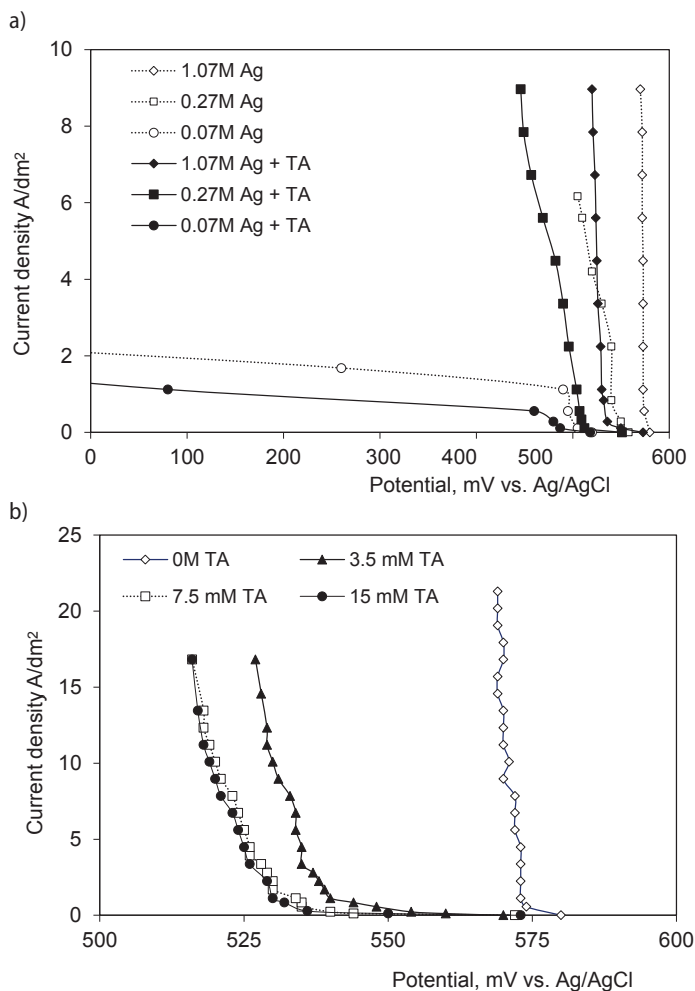 a)
10
8
6
4
2
0
Current density A/dm²
1.07M Ag
0.27M Ag
0.07M Ag
1.07M Ag + TA
0.27M Ag + TA
0.07M Ag + TA
0 100 200 300 400 500 600
Potential, mV vs. Ag/AgCl
b)
25
20
15
10
5
0
Current density A/dm²
0M TA 3.5 mM TA
7.5 mM TA 15 mM TA
500 525 550 575 600
Potential, mV vs. Ag/AgCl